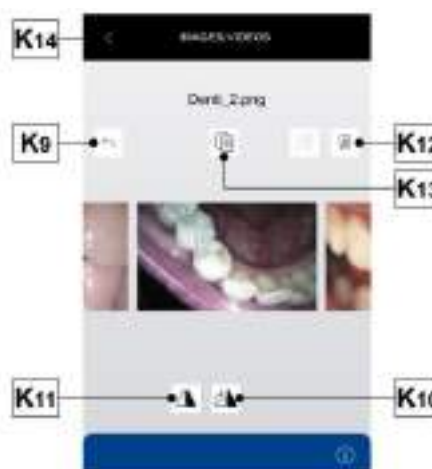 K14
IMAGES/VIDEOS
Denti_2.png
K9
K12
K13
K11
K10